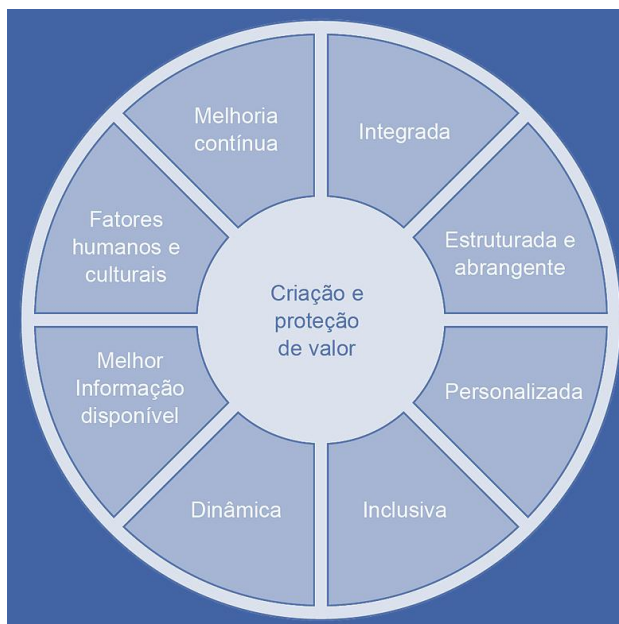 Integrada
Estruturada e
abrangente
Personalizada
Inclusiva
Dinâmica
Melhor
Informação
disponível
Fatores
humanos e
culturais
Melhoria
contínua
Criação e
proteção
de valor